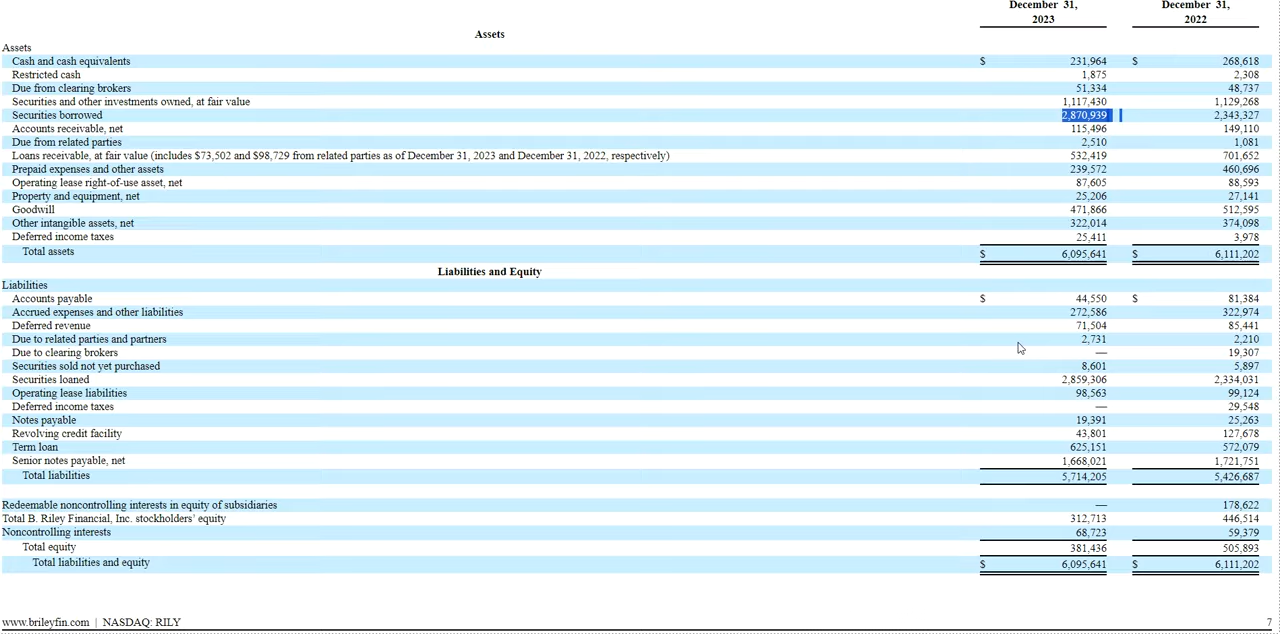 December 31, December 31,
2023 2022
Assets
Assets
Cash and cash equivalents $ 231,964 $ 268,618
Restricted cash 1,875 2,308
Due from clearing brokers 51,334 48,737
Securities and other investments owned, at fair value 1,117,430 1,129,268
Securities borrowed 2,870,939 2,343,327
Accounts receivable, net 115,496 149,110
Due from related parties 2,510 1,081
Loans receivable, at fair value (includes $73,502 and $98,729 from related parties as of December 31, 2023 and December 31, 2022, respectively) 532,419 701,652
Prepaid expenses and other assets 239,572 460,696
Operating lease right-of-use asset, net 87,605 88,593
Property and equipment, net 25,206 27,141
Goodwill 471,866 512,595
Other intangible assets, net 322,014 374,098
Deferred income taxes 25,411 3,978
Total assets $ 6,095,641 $ 6,111,202
Liabilities and Equity
Liabilities
Accounts payable $ 44,550 $ 81,384
Accrued expenses and other liabilities 272,586 322,974
Deferred revenue 71,504 85,441
Due to related parties and partners 2,731 2,210
Due to clearing brokers — 19,307
Securities sold not yet purchased 8,601 5,897
Securities loaned 2,859,306 2,334,031
Operating lease liabilities 98,563 99,124
Deferred income taxes — 29,548
Notes payable 19,391 25,263
Revolving credit facility 43,801 127,678
Term loan 625,151 572,079
Senior notes payable, net 1,668,021 1,721,751
Total liabilities 5,714,205 5,426,687
Redeemable noncontrolling interests in equity of subsidiaries — 178,622
Total B. Riley Financial, Inc. stockholders' equity 312,713 446,514
Noncontrolling interests 68,723 59,379
Total equity 381,436 505,893
Total liabilities and equity $ 6,095,641 $ 6,111,202
www.brileyfin.com | NASDAQ: RILY 7